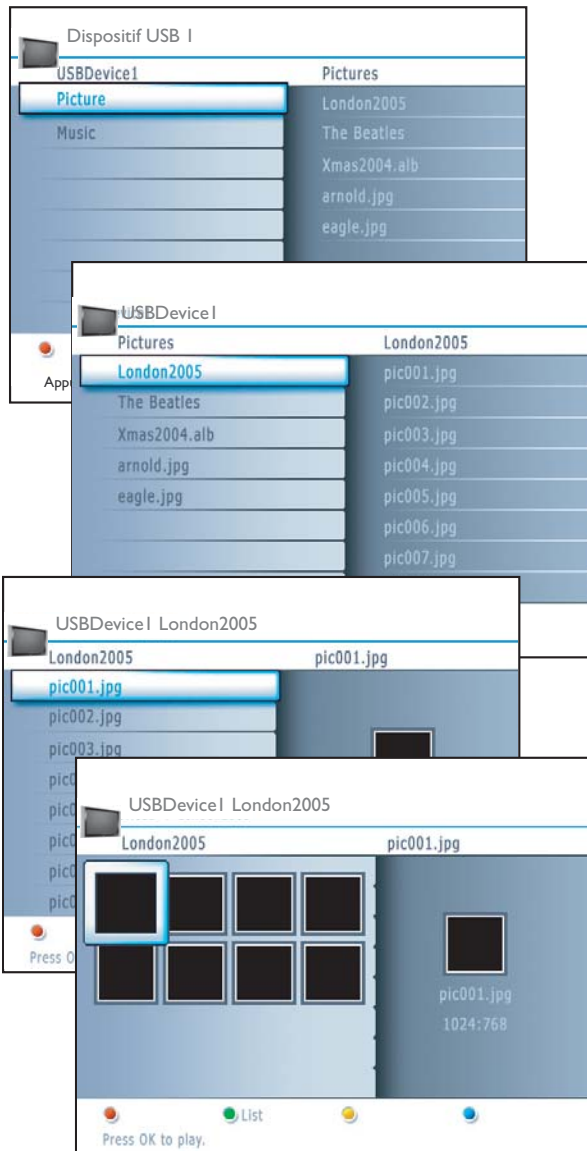 Dispositif USB 1
USBDevice1 Pictures
Picture London2005
Music The Beatles
Xmas2004.alb
arnold.jpg
eagle.jpg
USBDevice1
Pictures London2005
London2005 pic001.jpg
The Beatles pic002.jpg
Xmas2004.alb pic003.jpg
arnold.jpg pic004.jpg
eagle.jpg pic005.jpg
pic006.jpg
pic007.jpg
USBDevice1 London2005
London2005 pic001.jpg
pic001.jpg
pic002.jpg
pic003.jpg
Press
USBDevice1 London2005
London2005 pic001.jpg
pic001.jpg
1024:768
List
Press OK to play.